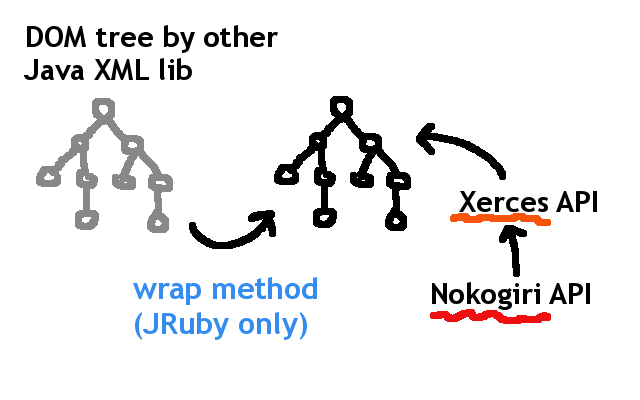 DOM tree by other
Java XML lib
Xerces API
wrap method
(JRuby only)
Nokogiri API